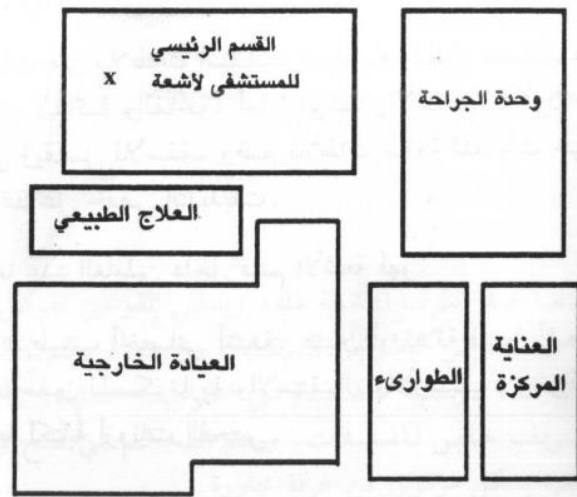 القسم الرئيسي
للمستشفى لأشعة X
وحدة الجراحة
العلاج الطبيعي
العيادة الخارجية
الطوارىء
العناية
المركزة